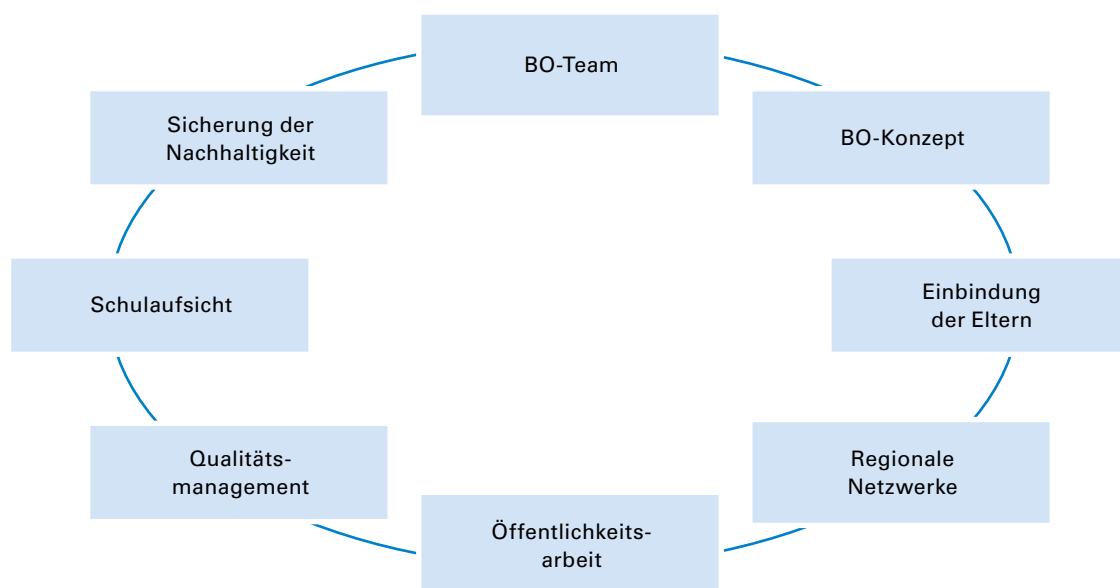 BO-Team
BO-Konzept
Einbindung
der Eltern
Regionale
Netzwerke
Öffentlichkeits-
arbeit
Qualitäts-
management
Schulaufsicht
Sicherung der
Nachhaltigkeit